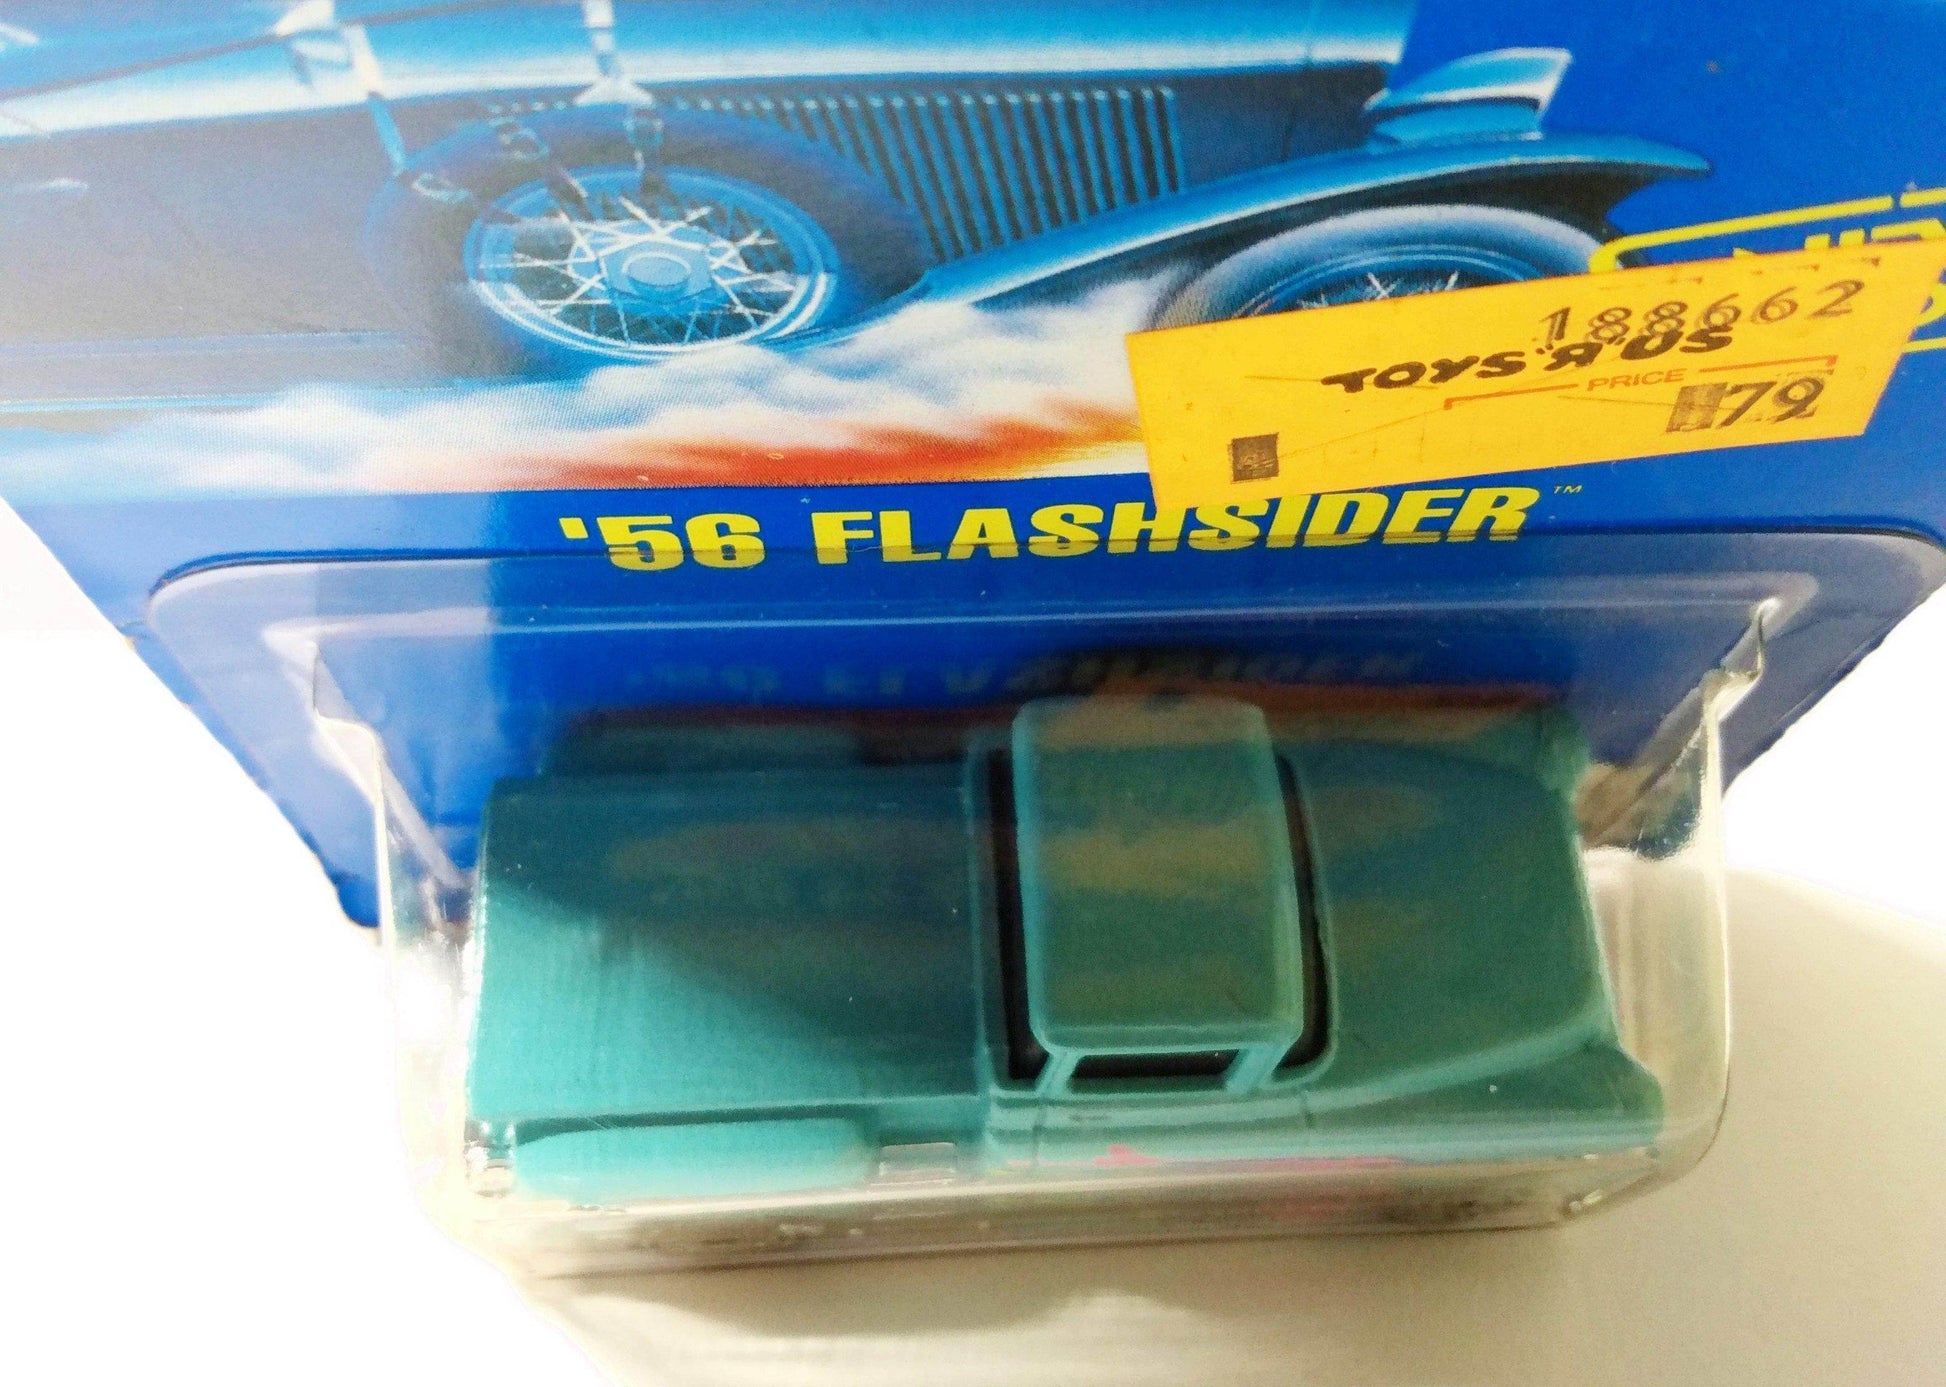 188662
TOYS "R" US
PRICE
79
'56 FLASHSIDER™